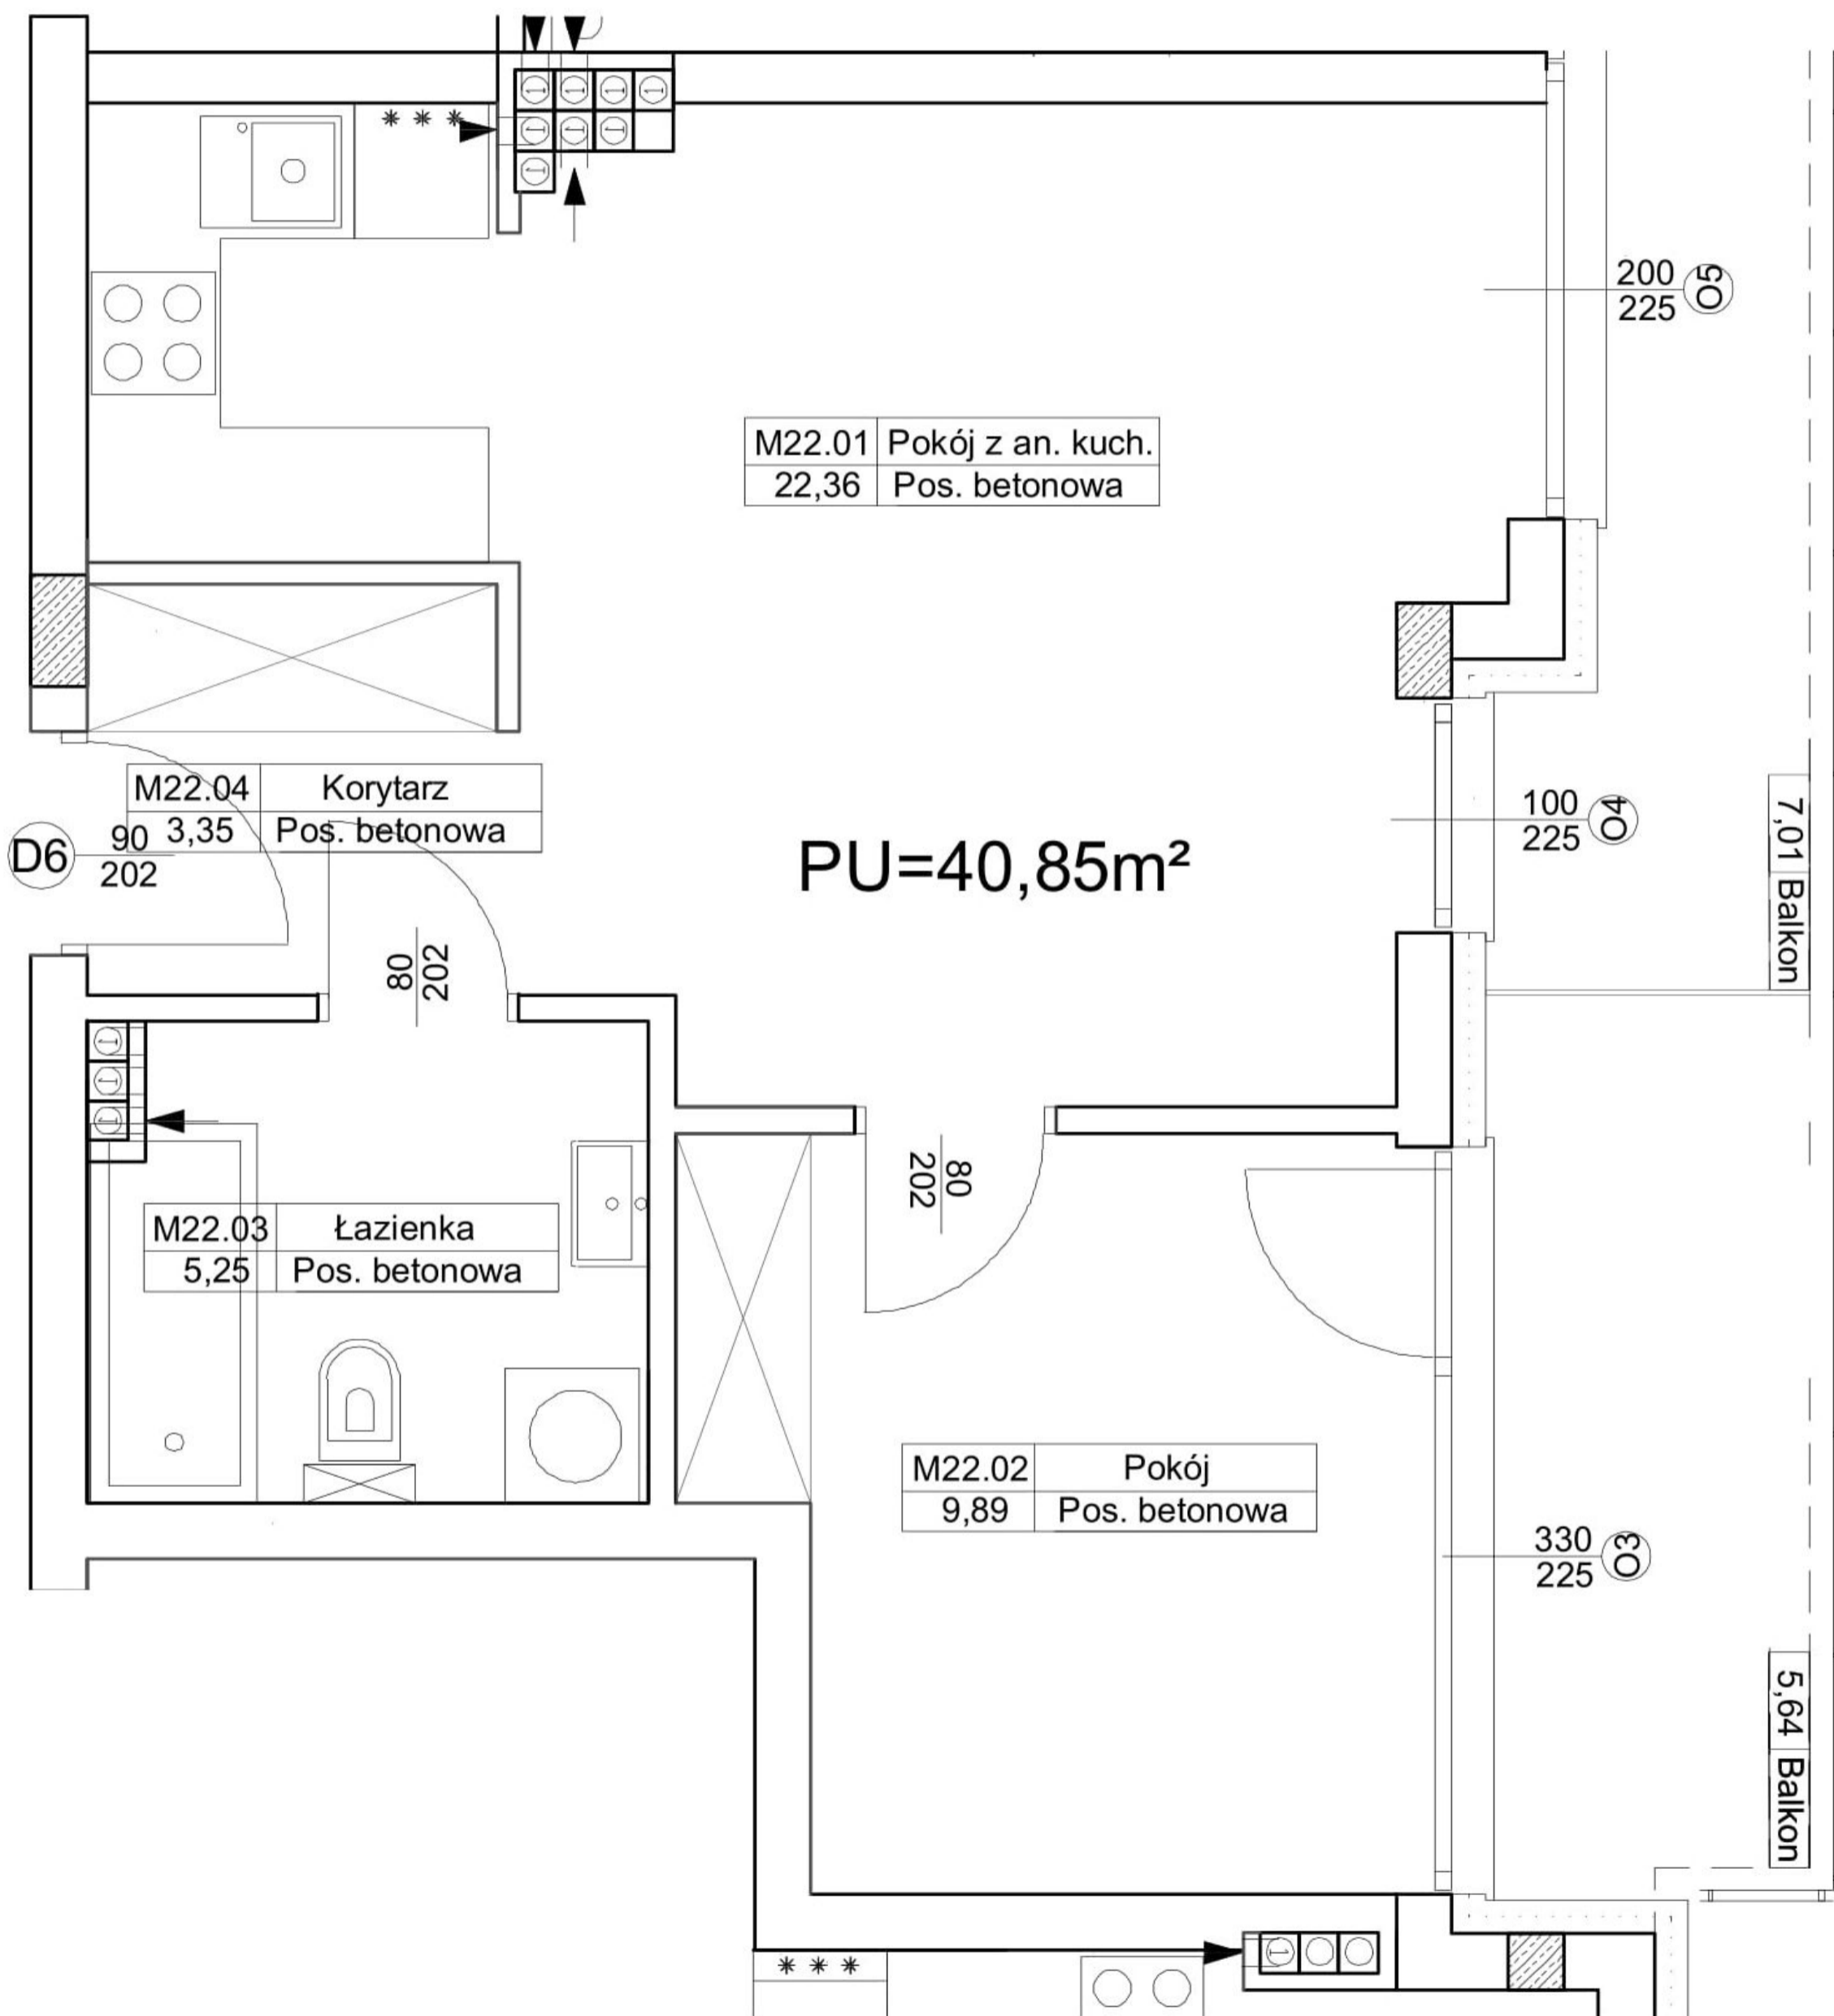 200
225
O5
M22.01 Pokój z an. kuch.
22,36 Pos. betonowa
M22.04 Korytarz
3,35 Pos. betonowa
D6
90
202
PU=40,85m²
100
225
O4
7,01 Balkon
80
202
80
202
M22.03 Łazienka
5,25 Pos. betonowa
M22.02 Pokój
9,89 Pos. betonowa
330
225
O3
5,64 Balkon